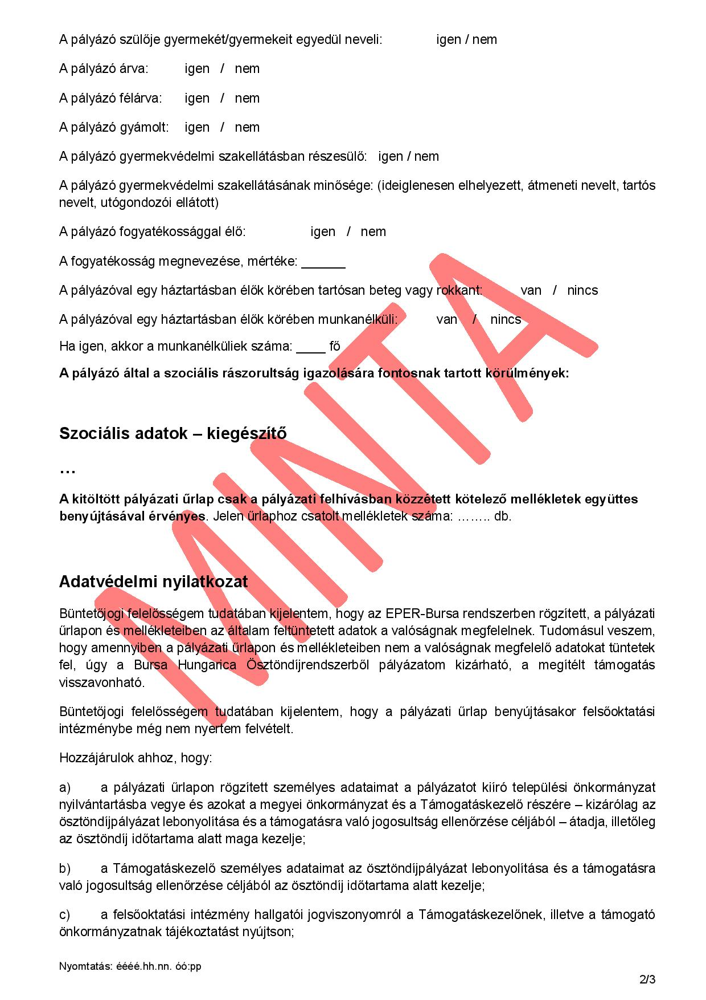 A pályázó szülője gyermekét/gyermekeit egyedül neveli: igen / nem
A pályázó árva: igen / nem
A pályázó félárva: igen / nem
A pályázó gyámolt: igen / nem
A pályázó gyermekvédelmi szakellátásban részesülő: igen / nem
A pályázó gyermekvédelmi szakellátásának minősége: (ideiglenesen elhelyezett, átmeneti nevelt, tartós
nevelt, utógondozói ellátott)
A pályázó fogyatékossággal élő: igen / nem
A fogyatékosság megnevezése, mértéke: ______
A pályázóval egy háztartásban élők körében tartósan beteg vagy rokkant: van / nincs
A pályázóval egy háztartásban élők körében munkanélküli: van / nincs
Ha igen, akkor a munkanélküliek száma: ____ fő
A pályázó által a szociális rászorultság igazolására fontosnak tartott körülmények:
Szociális adatok – kiegészítő
…
A kitöltött pályázati űrlap csak a pályázati felhívásban közzétett kötelező mellékletek együttes
benyújtásával érvényes. Jelen űrlaphoz csatolt mellékletek száma: …….. db.
MINTA
Adatvédelmi nyilatkozat
Büntetőjogi felelősségem tudatában kijelentem, hogy az EPER-Bursa rendszerben rögzített, a pályázati
űrlapon és mellékleteiben az általam feltüntetett adatok a valóságnak megfelelnek. Tudomásul veszem,
hogy amennyiben a pályázati űrlapon és mellékleteiben nem a valóságnak megfelelő adatokat tüntetek
fel, úgy a Bursa Hungarica Ösztöndíjrendszerből pályázatom kizárható, a megítélt támogatás
visszavonható.
Büntetőjogi felelősségem tudatában kijelentem, hogy a pályázati űrlap benyújtásakor felsőoktatási
intézménybe még nem nyertem felvételt.
Hozzájárulok ahhoz, hogy:
a) a pályázati űrlapon rögzített személyes adataimat a pályázatot kiíró települési önkormányzat
nyilvántartásba vegye és azokat a megyei önkormányzat és a Támogatáskezelő részére – kizárólag az
ösztöndíjpályázat lebonyolítása és a támogatásra való jogosultság ellenőrzése céljából – átadja, illetőleg
az ösztöndíj időtartama alatt maga kezelje;
b) a Támogatáskezelő személyes adataimat az ösztöndíjpályázat lebonyolítása és a támogatásra
való jogosultság ellenőrzése céljából az ösztöndíj időtartama alatt kezelje;
c) a felsőoktatási intézmény hallgatói jogviszonyomról a Támogatáskezelőnek, illetve a támogató
önkormányzatnak tájékoztatást nyújtson;
Nyomtatás: éééé.hh.nn. óó:pp
2/3